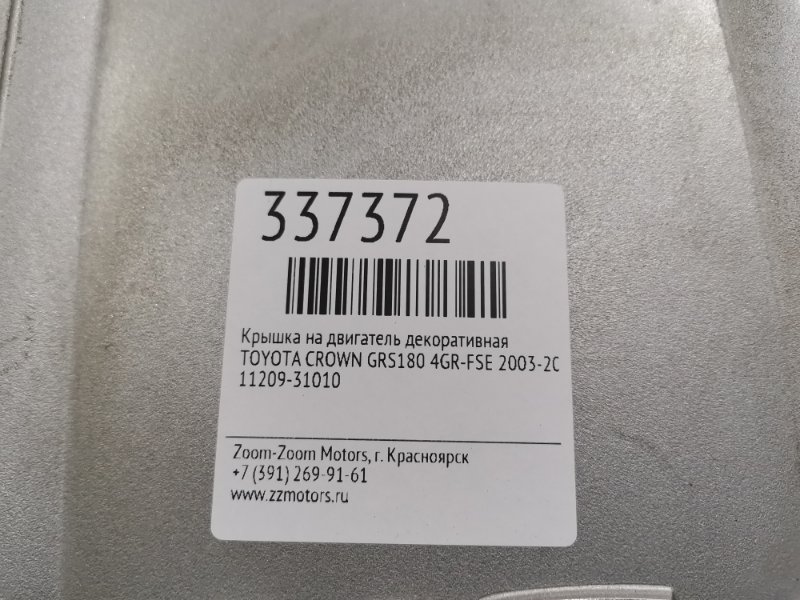 337372
Крышка на двигатель декоративная
TOYOTA CROWN GRS180 4GR-FSE 2003-20
11209-31010
Zoom-Zoom Motors, г. Красноярск
+7 (391) 269-91-61
www.zzmotors.ru